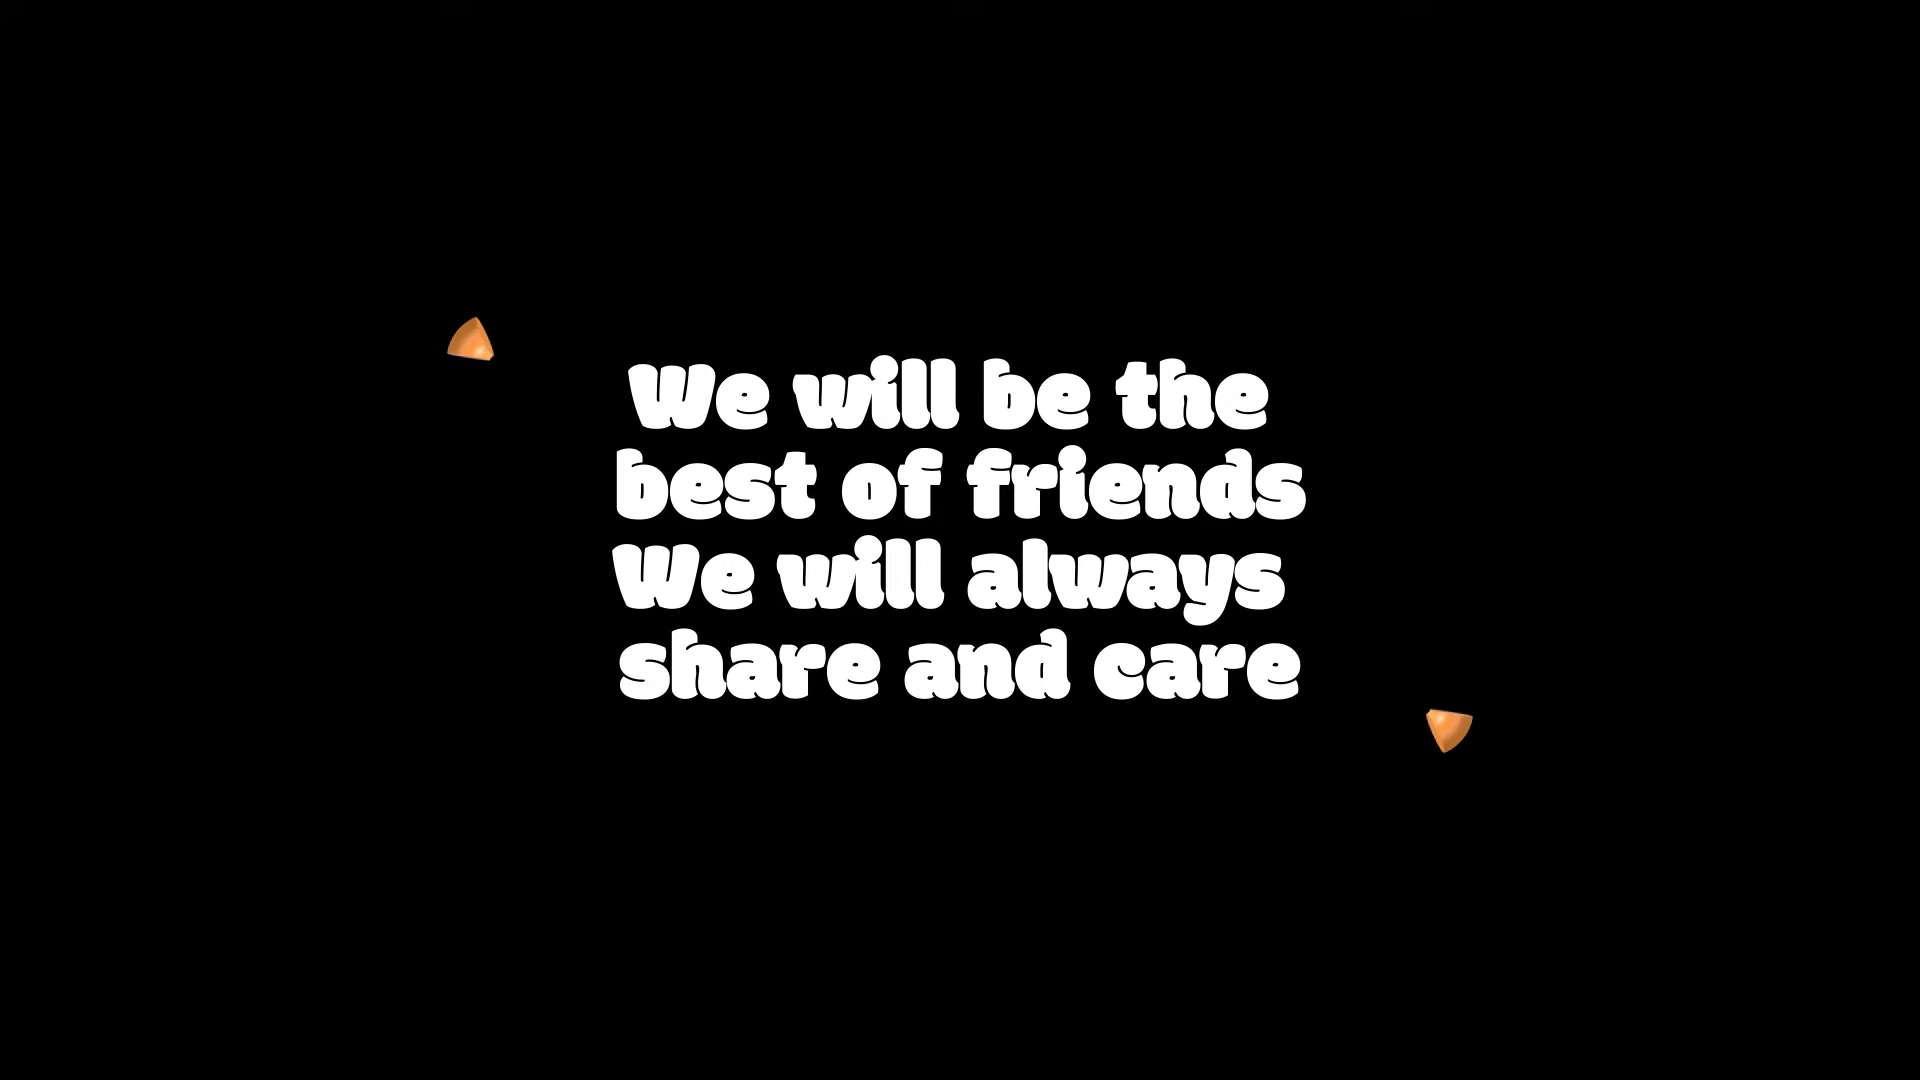 We will be the
best of friends
We will always
share and care